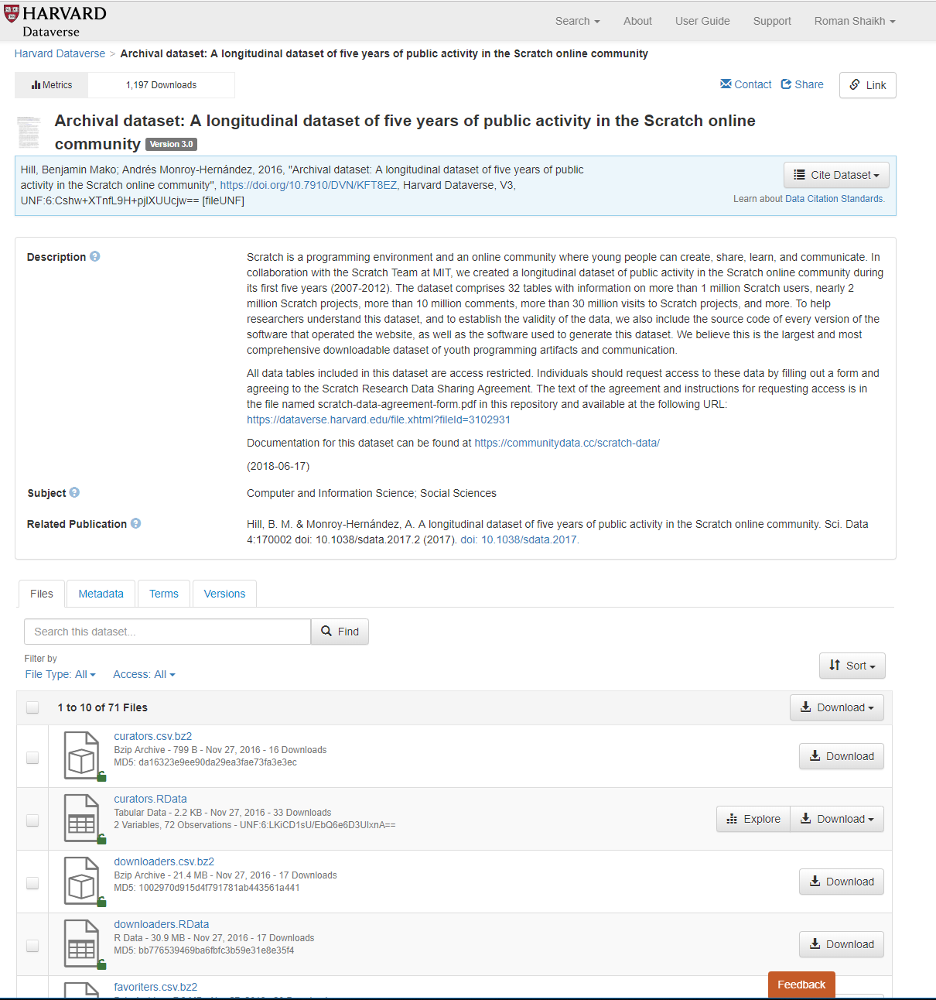 HARVARD
Dataverse
Search About User Guide Support Roman Shaikh
Harvard Dataverse > Archival dataset: A longitudinal dataset of five years of public activity in the Scratch online community
Metrics 1,197 Downloads
Contact Share Link
Archival dataset: A longitudinal dataset of five years of public activity in the Scratch online
community Version 3.0
Hill, Benjamin Mako; Andrés Monroy-Hernández, 2016, "Archival dataset: A longitudinal dataset of five years of public
activity in the Scratch online community", https://doi.org/10.7910/DVN/KFT8EZ, Harvard Dataverse, V3,
UNF:6:Cshw+XTnfL9H+pjlXUUcjw== [fileUNF]
Cite Dataset
Learn about Data Citation Standards.
Description
Scratch is a programming environment and an online community where young people can create, share, learn, and communicate. In
collaboration with the Scratch Team at MIT, we created a longitudinal dataset of public activity in the Scratch online community during
its first five years (2007-2012). The dataset comprises 32 tables with information on more than 1 million Scratch users, nearly 2
million Scratch projects, more than 10 million comments, more than 30 million visits to Scratch projects, and more. To help
researchers understand this dataset, and to establish the validity of the data, we also include the source code of every version of the
software that operated the website, as well as the software used to generate this dataset. We believe this is the largest and most
comprehensive downloadable dataset of youth programming artifacts and communication.
All data tables included in this dataset are access restricted. Individuals should request access to these data by filling out a form and
agreeing to the Scratch Research Data Sharing Agreement. The text of the agreement and instructions for requesting access is in
the file named scratch-data-agreement-form.pdf in this repository and available at the following URL:
https://dataverse.harvard.edu/file.xhtml?fileId=3102931
Documentation for this dataset can be found at https://communitydata.cc/scratch-data/
(2018-06-17)
Subject
Computer and Information Science; Social Sciences
Related Publication
Hill, B. M. & Monroy-Hernández, A. A longitudinal dataset of five years of public activity in the Scratch online community. Sci. Data
4:170002 doi: 10.1038/sdata.2017.2 (2017). doi: 10.1038/sdata.2017.
Files Metadata Terms Versions
Search this dataset... Find
Filter by
File Type: All Access: All
Sort
1 to 10 of 71 Files
Download
curators.csv.bz2
Bzip Archive - 799 B - Nov 27, 2016 - 16 Downloads
MD5: da16323e9ee90da29ea3fae73fa3e3ec
Download
curators.RData
Tabular Data - 2.2 KB - Nov 27, 2016 - 33 Downloads
2 Variables, 72 Observations - UNF:6:LKiCD1sU/EbQ6e6D3UlxnA==
Explore Download
downloaders.csv.bz2
Bzip Archive - 21.4 MB - Nov 27, 2016 - 17 Downloads
MD5: 1002970d915d4f791781ab443561a441
Download
downloaders.RData
R Data - 30.9 MB - Nov 27, 2016 - 17 Downloads
MD5: bb776539469ba6fbfc3b59e31e8e35f4
Download
favoriters.csv.bz2
Feedback